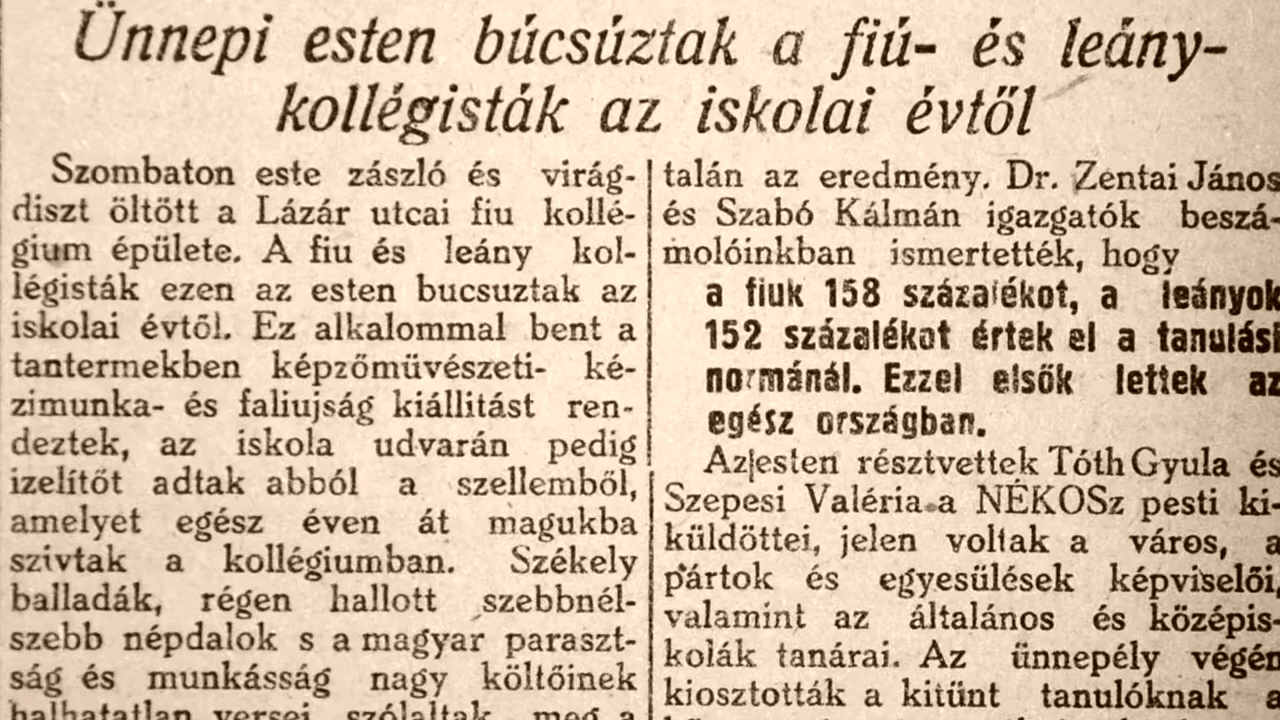 Ünnepi esten búcsúztak a fiú- és leány-
kollégisták az iskolai évtől
Szombaton este zászló és virág-
diszt öltött a Lázár utcai fiu kollé-
gium épülete. A fiu és leány kol-
légisták ezen az esten bucsuztak az
iskolai évtől. Ez alkalommal bent a
tantermekben képzőművészeti- ké-
zimunka- és faliujság kiállitást ren-
deztek, az iskola udvarán pedig
izelítőt adtak abból a szellemből,
amelyet egész éven át magukba
szivtak a kollégiumban. Székely
balladák, régen hallott szebbnél-
szebb népdalok s a magyar paraszt-
ság és munkásság nagy költőinek
halhatatlan versei szólaltak meg a
talán az eredmény. Dr. Zentai János
és Szabó Kálmán igazgatók beszá-
molóinkban ismertették, hogy
a fiuk 158 százalékot, a leányok
152 százalékot értek el a tanulási
normánál. Ezzel elsők lettek az
egész országban.
Az esten résztvettek Tóth Gyula és
Szepesi Valéria a NÉKOSz pesti ki-
küldöttei, jelen voltak a város, a
pártok és egyesülések képviselői,
valamint az általános és középis-
kolák tanárai. Az ünnepély végén
kiosztották a kitünt tanulóknak a